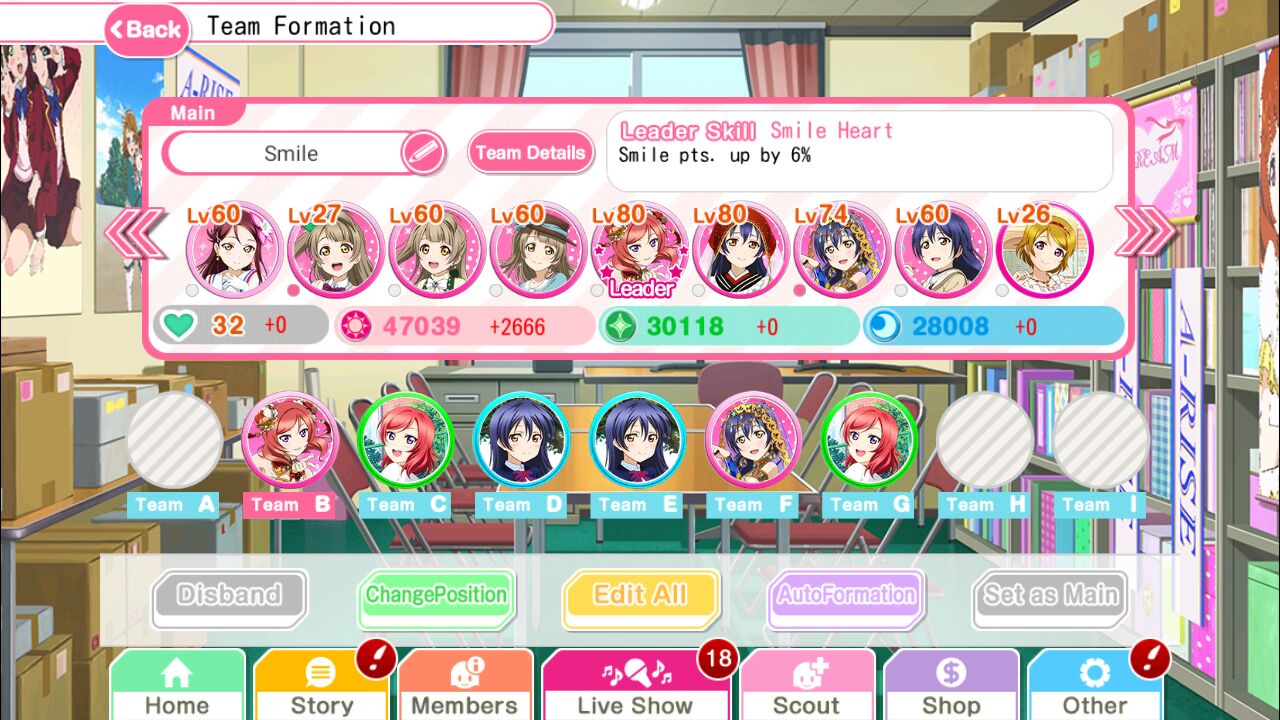 Back
Team Formation
A-RISE
Main
Smile
Team Details
Leader Skill Smile Heart
Smile pts. up by 6%
Lv60
Lv27
Lv60
Lv60
Lv80
Lv80
Lv74
Lv60
Lv26
Leader
32 +0
47039 +2666
30118 +0
28008 +0
A-RISE
Team A
Team B
Team C
Team D
Team E
Team F
Team G
Team H
Team I
Disband
ChangePosition
Edit All
AutoFormation
Set as Main
18
Home
Story
Members
Live Show
Scout
Shop
Other